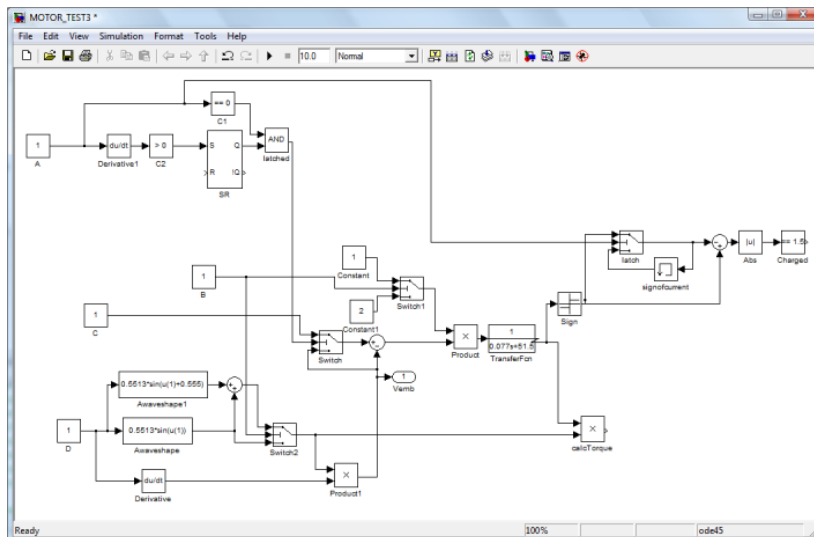 MOTOR_TEST3 *
File Edit View Simulation Format Tools Help
10.0 Normal
== 0
C1
1
A
du/dt
Derivative1
> 0
C2
S Q
R !Q
SR
AND
latched
1
B
1
Constant
2
Constant1
Switch1
1
C
Switch
×
Product
1
0.077s+51.5
TransferFcn
Sign
latch
signofcurrent
|u|
Abs
== 1.5
Charged
1
Vemb
0.5513*sin(u(1)+0.555)
Awaveshape1
1
D
0.5513*sin(u(1))
Awaveshape
Switch2
du/dt
Derivative
×
Product1
×
calcTorque
Ready 100% ode45